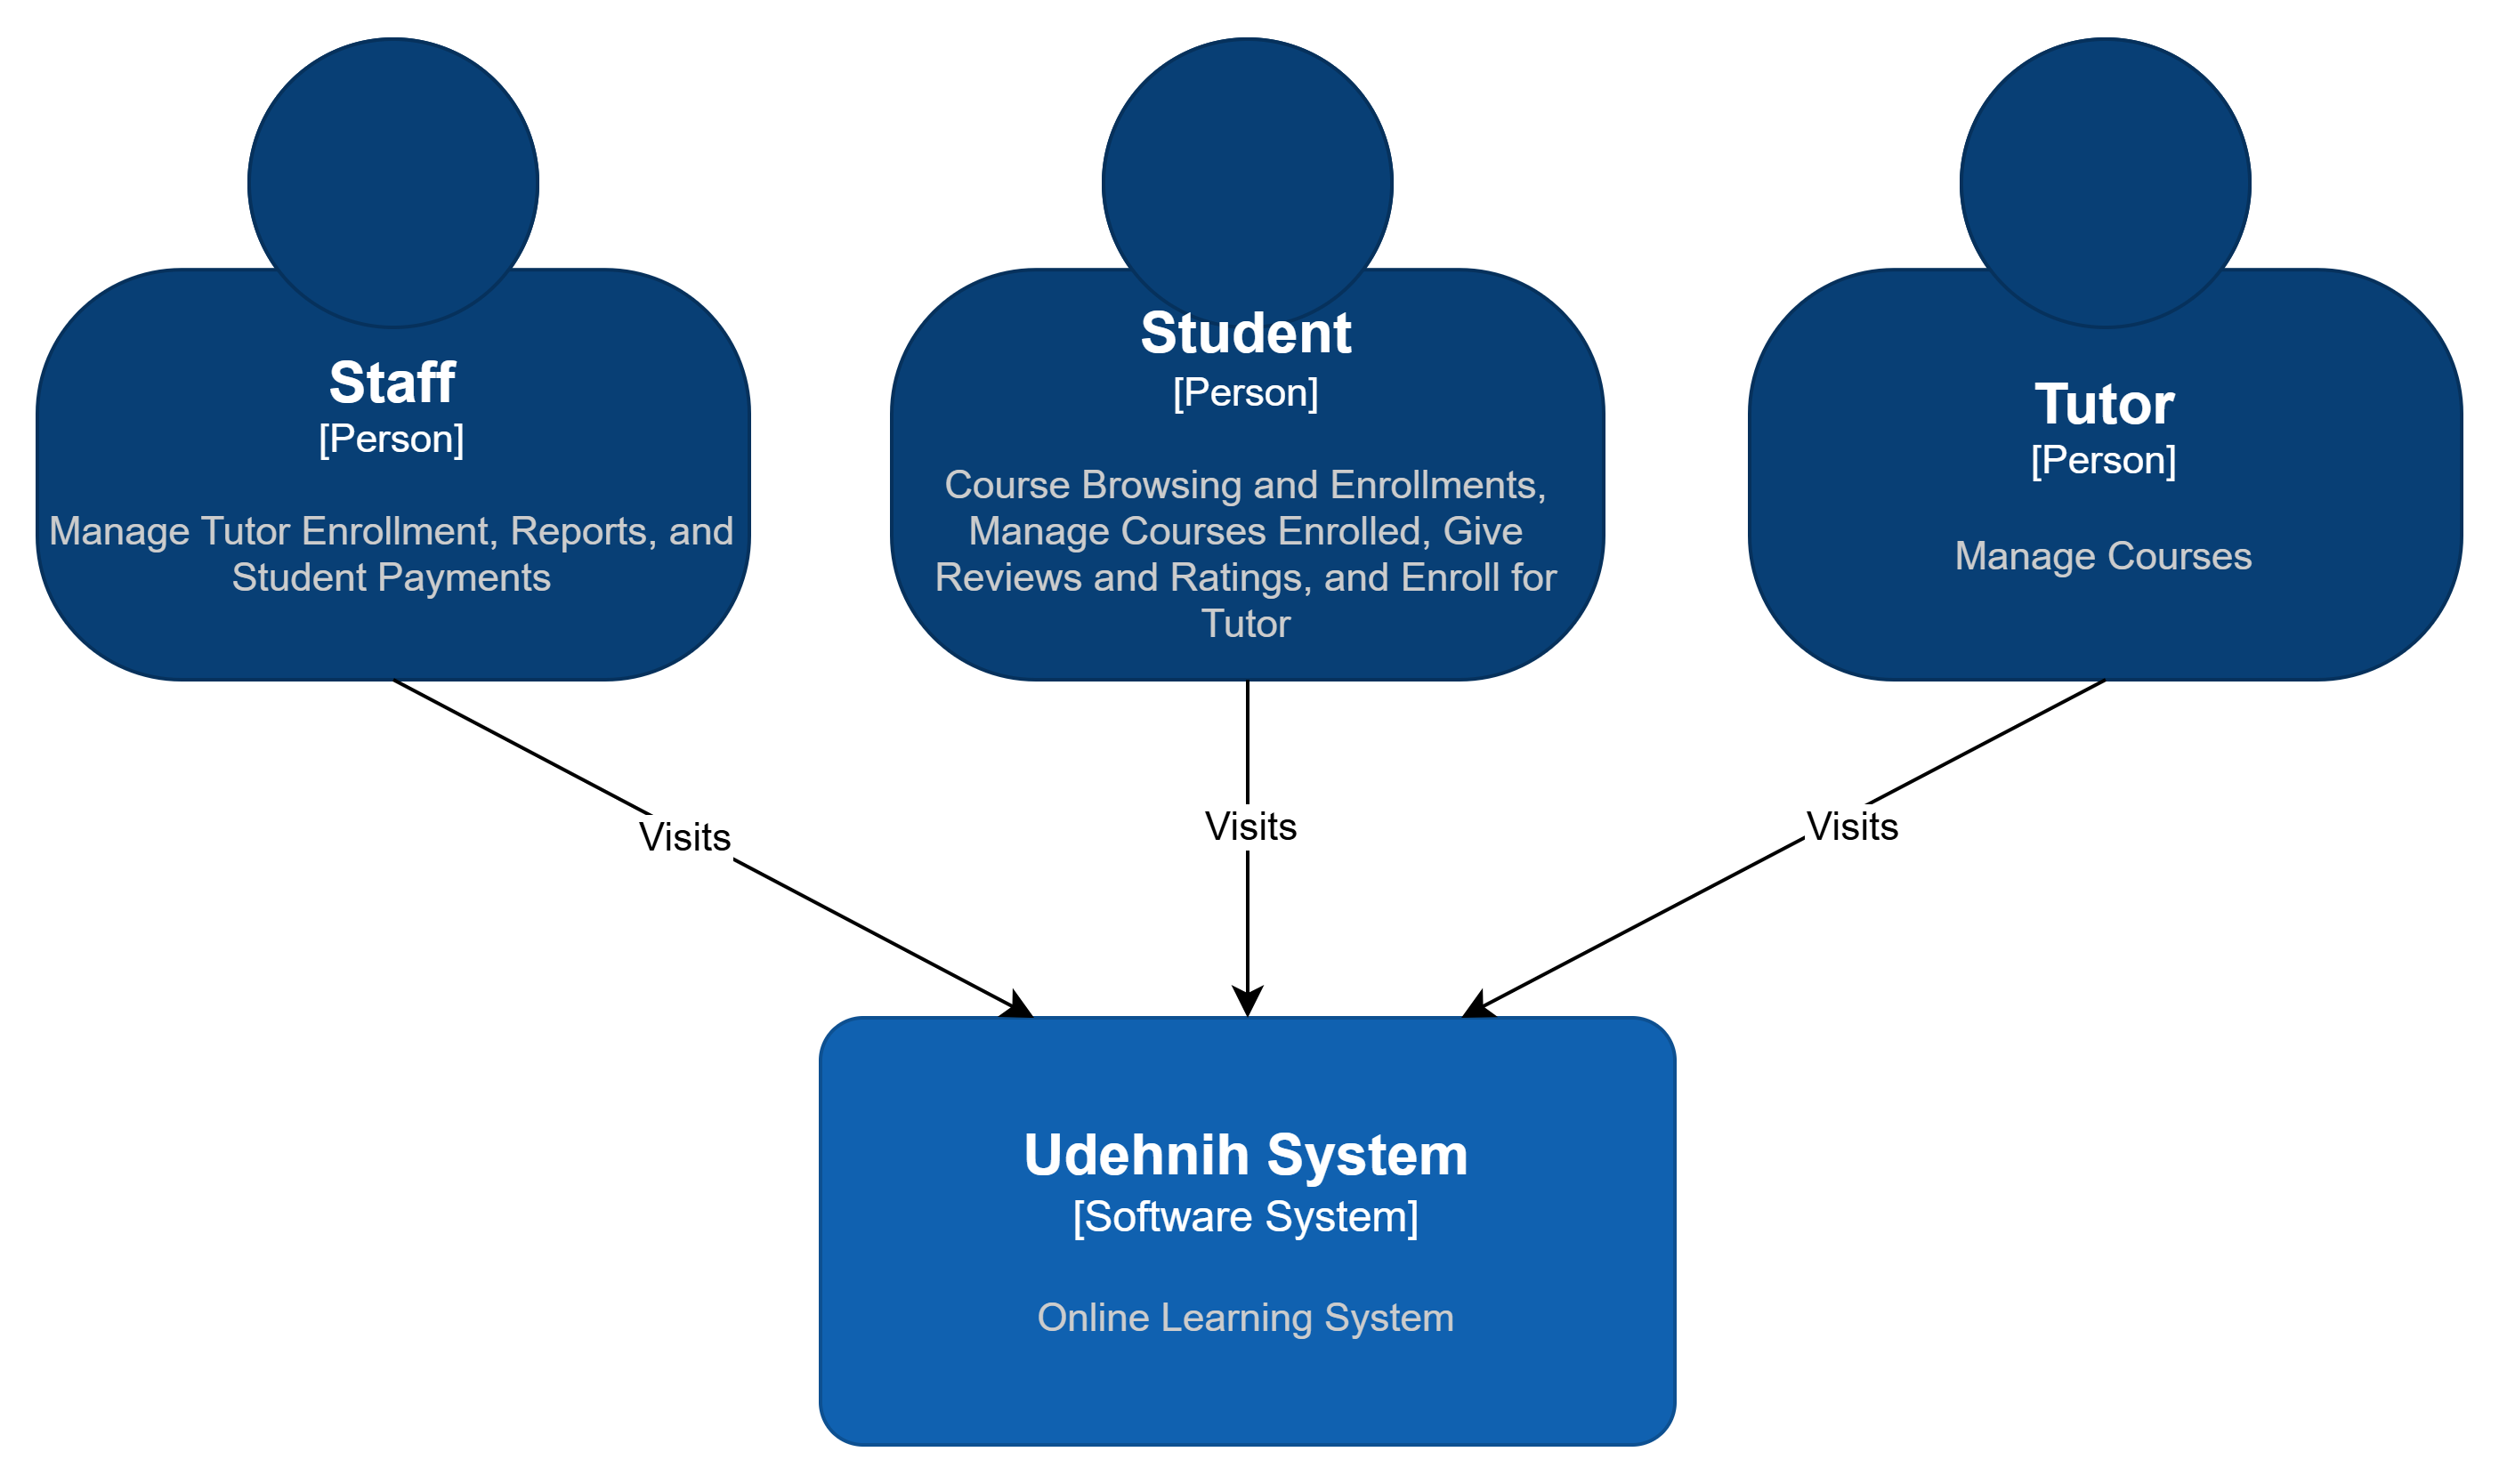 Staff
[Person]
Manage Tutor Enrollment, Reports, and
Student Payments
Student
[Person]
Course Browsing and Enrollments,
Manage Courses Enrolled, Give
Reviews and Ratings, and Enroll for
Tutor
Tutor
[Person]
Manage Courses
Visits
Visits
Visits
Udehnih System
[Software System]
Online Learning System